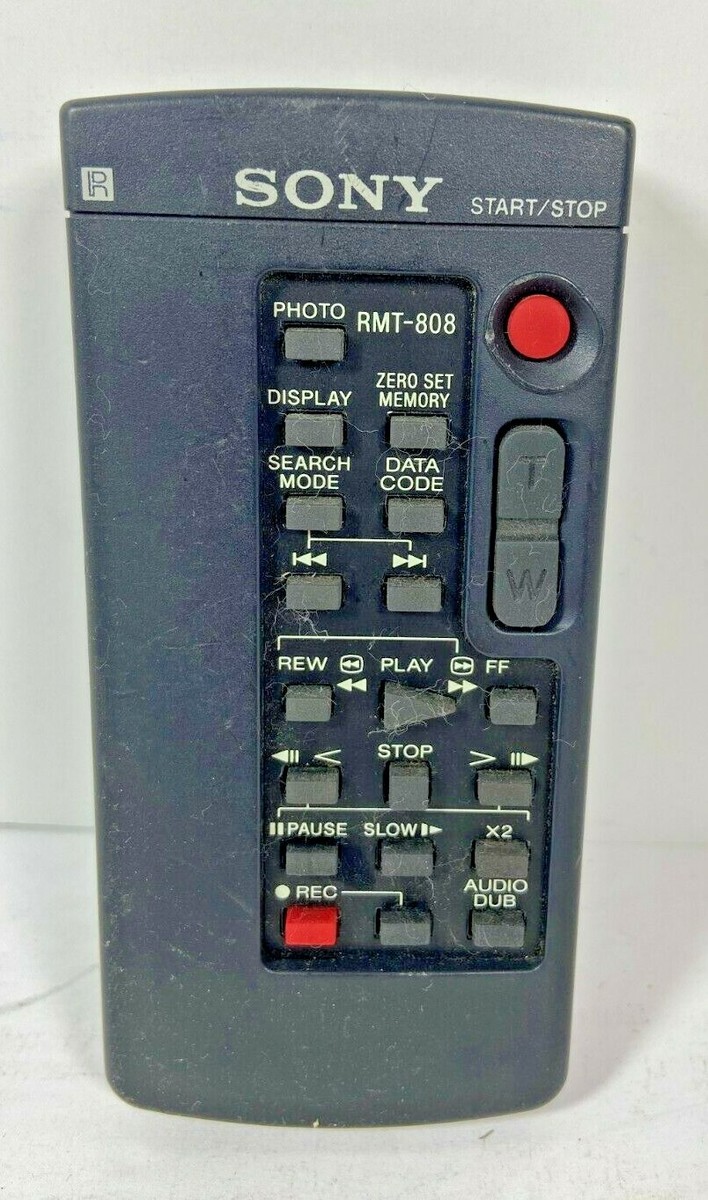 SONY
START/STOP
PHOTO
RMT-808
DISPLAY
ZERO SET
MEMORY
SEARCH
MODE
DATA
CODE
T
W
REW
PLAY
FF
STOP
PAUSE
SLOW
X2
REC
AUDIO
DUB